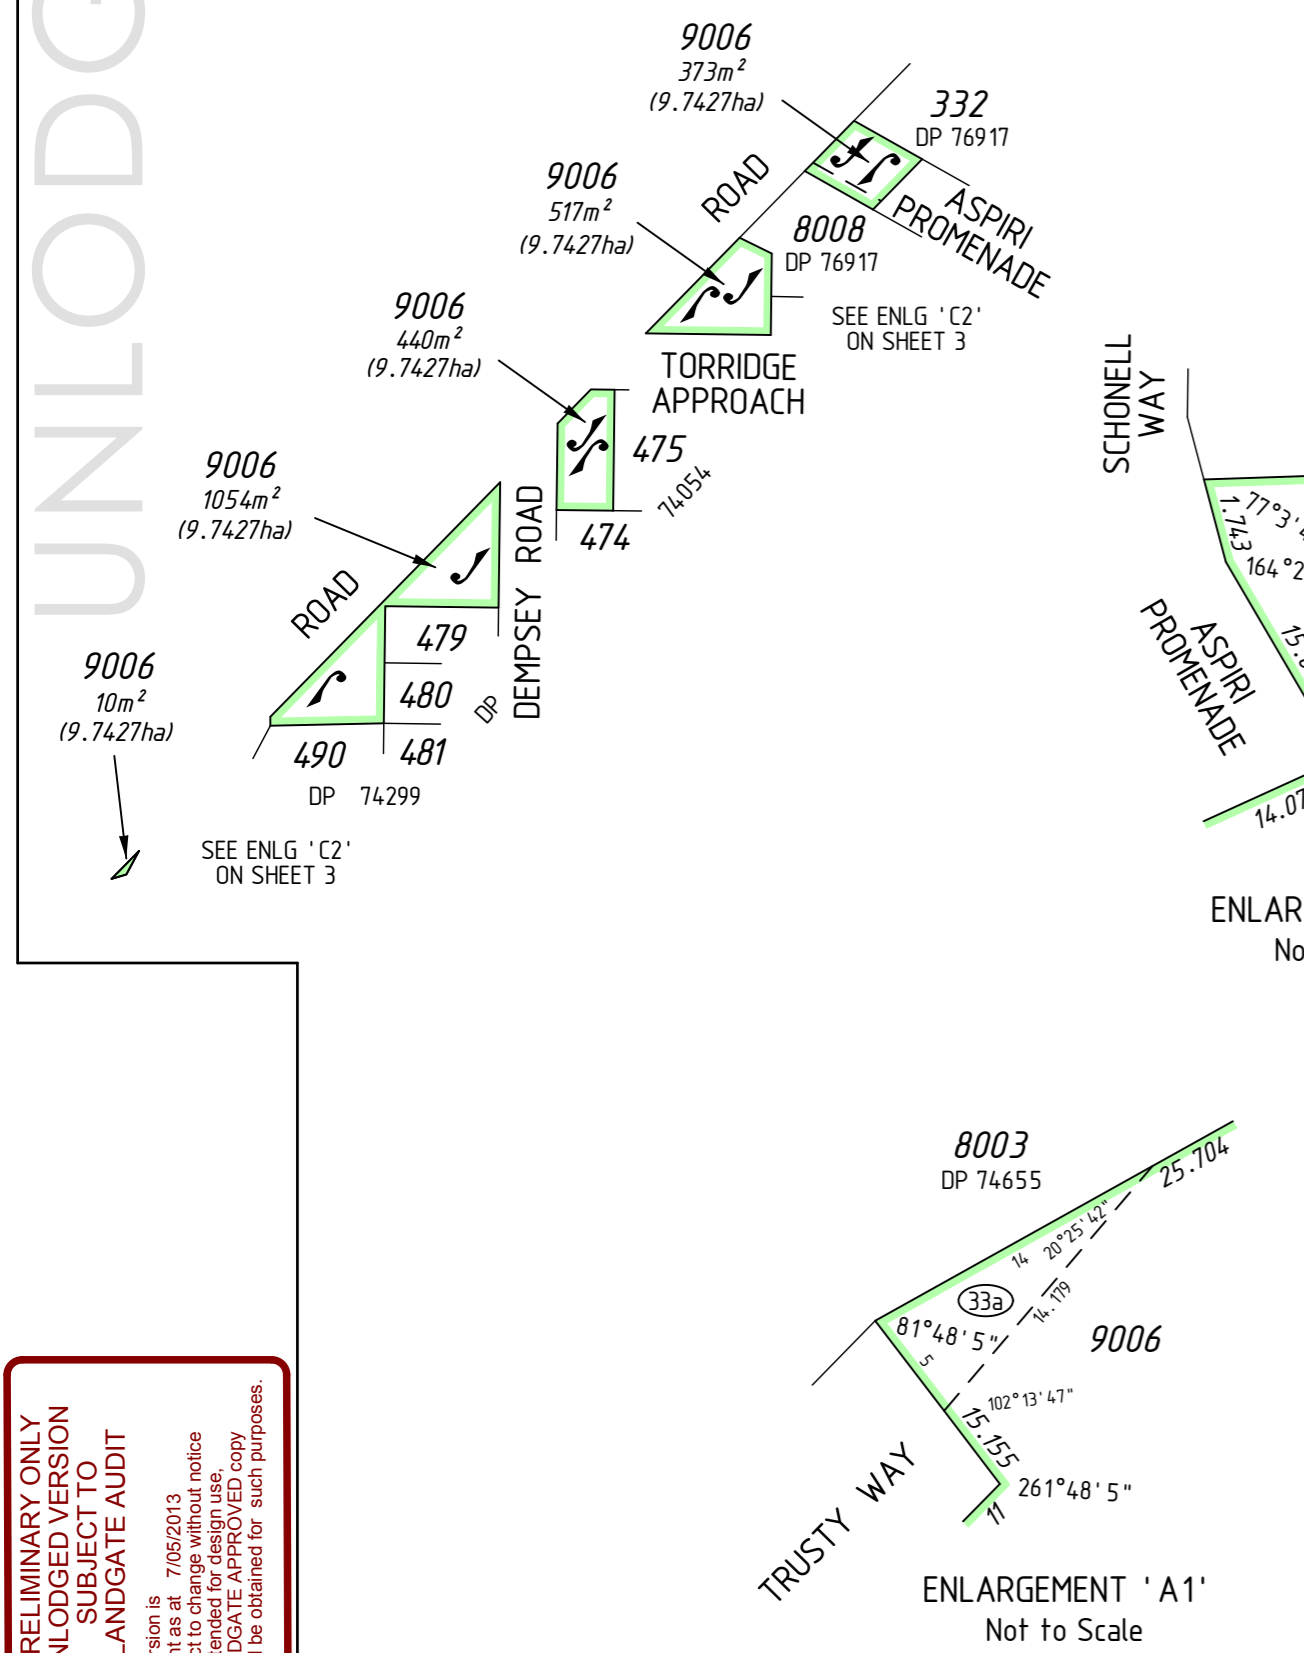 UNLODG
9006
373m²
(9.7427ha)
332
DP 76917
ROAD
ASPIRI
PROMENADE
9006
517m²
(9.7427ha)
8008
DP 76917
SEE ENLG 'C2'
ON SHEET 3
TORRIDGE
APPROACH
9006
440m²
(9.7427ha)
475
74054
474
9006
1054m²
(9.7427ha)
ROAD
DEMPSEY ROAD
479
480
DP
481
490
DP 74299
9006
10m²
(9.7427ha)
SEE ENLG 'C2'
ON SHEET 3
SCHONELL
WAY
1.743
77°3'
164°2
15.
ASPIRI
PROMENADE
14.07
ENLAR
No
8003
DP 74655
25.704
14
20°25'42"
33a
14.179
81°48'5"
5
9006
102°13'47"
15.155
261°48'5"
11
TRUSTY WAY
ENLARGEMENT 'A1'
Not to Scale
RELIMINARY ONLY
NLODGED VERSION
SUBJECT TO
ANDGATE AUDIT
rsion is
nt as at 7/05/2013
ct to change without notice
tended for design use,
DGATE APPROVED copy
l be obtained for such purposes.